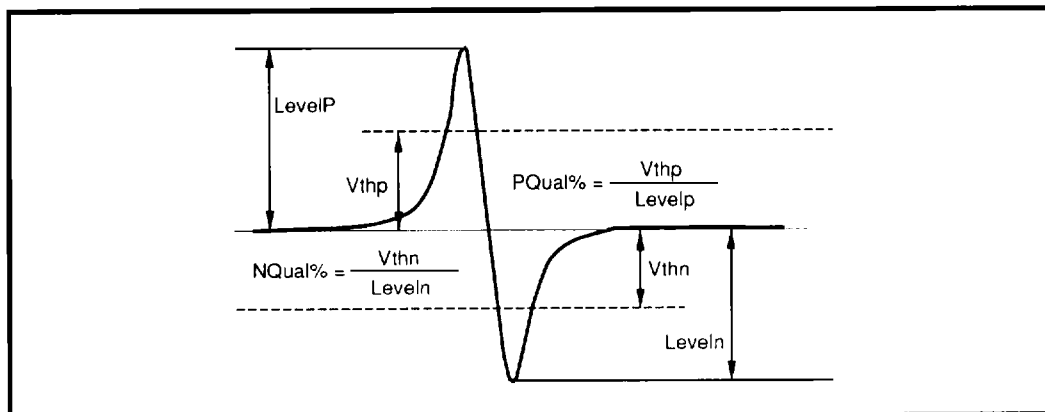 LevelP
Vthp
PQual% = Vthp / Levelp
NQual% = Vthn / Leveln
Vthn
Leveln